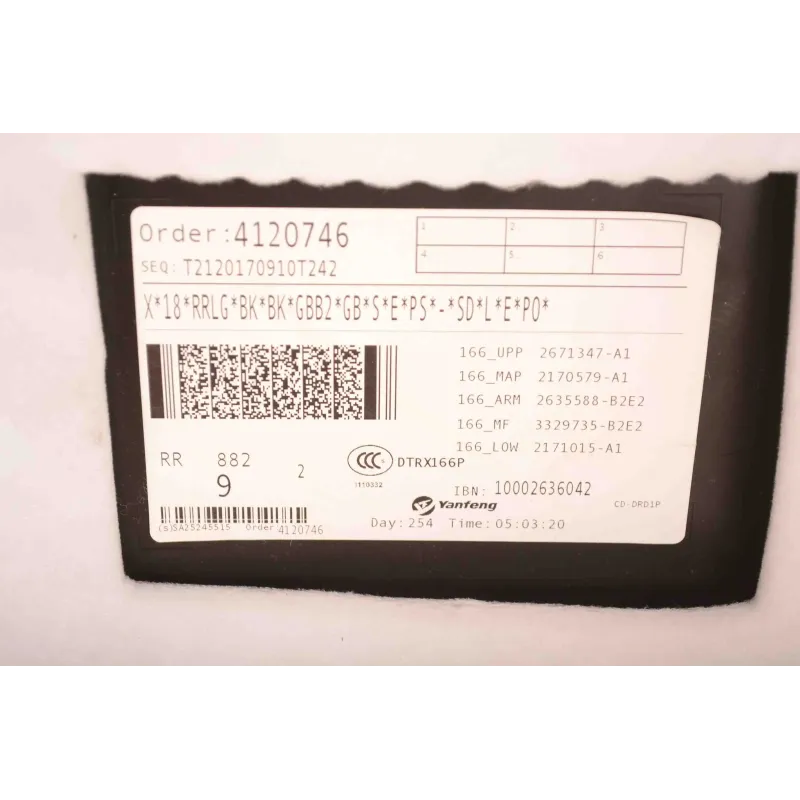 Order:4120746
1 2 3
4 5 6
SEQ: T2120170910T242
X*18*RRLG*BK*BK*GBB2*GB*S*E*PS*-*SD*L*E*PO*
166_UPP 2671347-A1
166_MAP 2170579-A1
166_ARM 2635588-B2E2
166_MF 3329735-B2E2
166_LOW 2171015-A1
RR 882 2
9
CCC DTRX166P
IBN: 10002636042
Yanfeng
CD-DRD1P
(s)SA25245515 Order 4120746
Day:254 Time:05:03:20